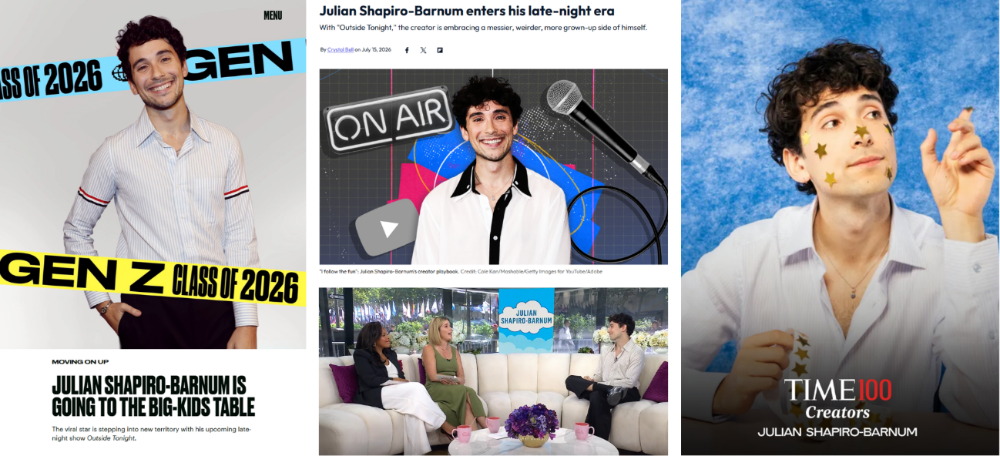 MENU
ASS OF 2026 GEN
GEN Z CLASS OF 2026
MOVING ON UP
JULIAN SHAPIRO-BARNUM IS
GOING TO THE BIG-KIDS TABLE
The viral star is stepping into new territory with his upcoming late-
night show Outside Tonight.
Julian Shapiro-Barnum enters his late-night era
With "Outside Tonight," the creator is embracing a messier, weirder, more grown-up side of himself.
By Crystal Bell on July 15, 2026
ON AIR
"I follow the fun": Julian Shapiro-Barnum's creator playbook. Credit: Cole Kan/Mashable/Getty Images for YouTube/Adobe
JULIAN
SHAPIRO-BARNUM
TIME100
Creators
JULIAN SHAPIRO-BARNUM